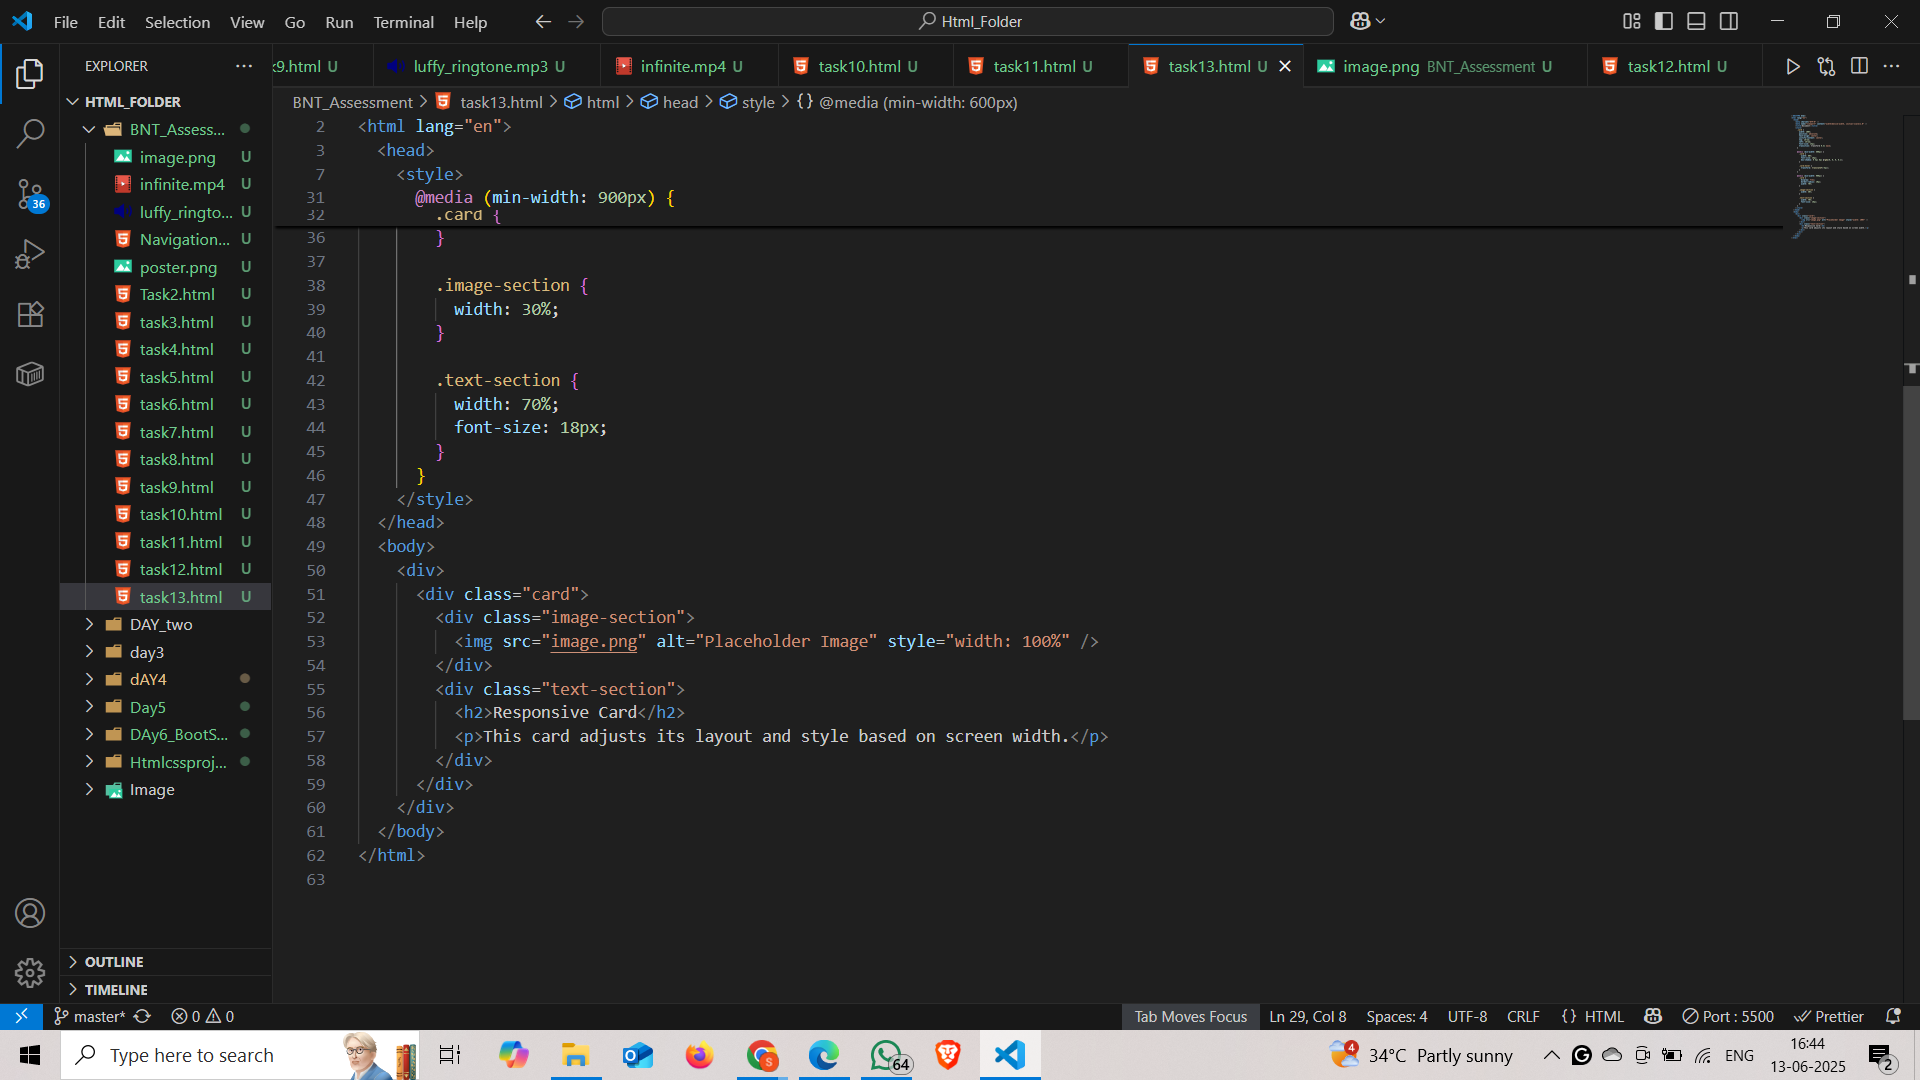 File Edit Selection View Go Run Terminal Help
Html_Folder
EXPLORER
k9.html U
luffy_ringtone.mp3 U
infinite.mp4 U
task10.html U
task11.html U
task13.html U
image.png BNT_Assessment U
task12.html U
HTML_FOLDER
BNT_Assess...
image.png U
infinite.mp4 U
luffy_ringto... U
Navigation... U
poster.png U
Task2.html U
task3.html U
task4.html U
task5.html U
task6.html U
task7.html U
task8.html U
task9.html U
task10.html U
task11.html U
task12.html U
task13.html U
DAY_two
day3
dAY4
Day5
DAy6_BootS...
Htmlcssproj...
Image
OUTLINE
TIMELINE
36
BNT_Assessment > task13.html > html > head > style > {} @media (min-width: 600px)
2 <html lang="en">
3 <head>
7 <style>
31 @media (min-width: 900px) {
32 .card {
36 }
37
38 .image-section {
39 width: 30%;
40 }
41
42 .text-section {
43 width: 70%;
44 font-size: 18px;
45 }
46 }
47 </style>
48 </head>
49 <body>
50 <div>
51 <div class="card">
52 <div class="image-section">
53 <img src="image.png" alt="Placeholder Image" style="width: 100%" />
54 </div>
55 <div class="text-section">
56 <h2>Responsive Card</h2>
57 <p>This card adjusts its layout and style based on screen width.</p>
58 </div>
59 </div>
60 </div>
61 </body>
62 </html>
63
master* 0 0
Tab Moves Focus Ln 29, Col 8 Spaces: 4 UTF-8 CRLF {} HTML Port : 5500 Prettier
Type here to search
S
64
4
34°C Partly sunny
ENG
16:44
13-06-2025
2